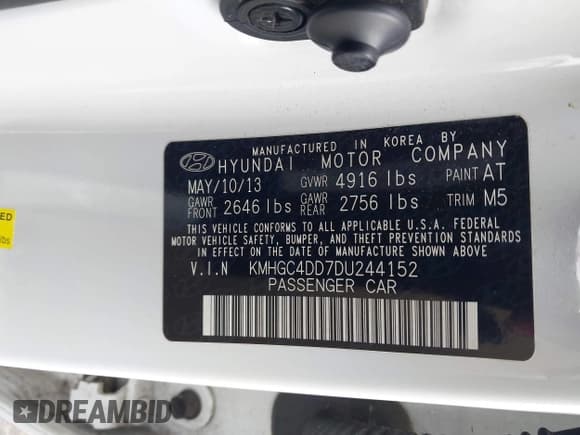 MANUFACTURED IN KOREA BY
HYUNDAI MOTOR COMPANY
MAY/10/13 GVWR 4916 lbs PAINT AT
GAWR FRONT 2646 lbs GAWR REAR 2756 lbs TRIM M5
THIS VEHICLE CONFORMS TO ALL APPLICABLE U.S.A. FEDERAL
MOTOR VEHICLE SAFETY, BUMPER, AND THEFT PREVENTION STANDARDS
IN EFFECT ON THE DATE OF MANUFACTURE SHOWN ABOVE
V.I.N KMHGC4DD7DU244152
PASSENGER CAR
lbs
DREAMBID